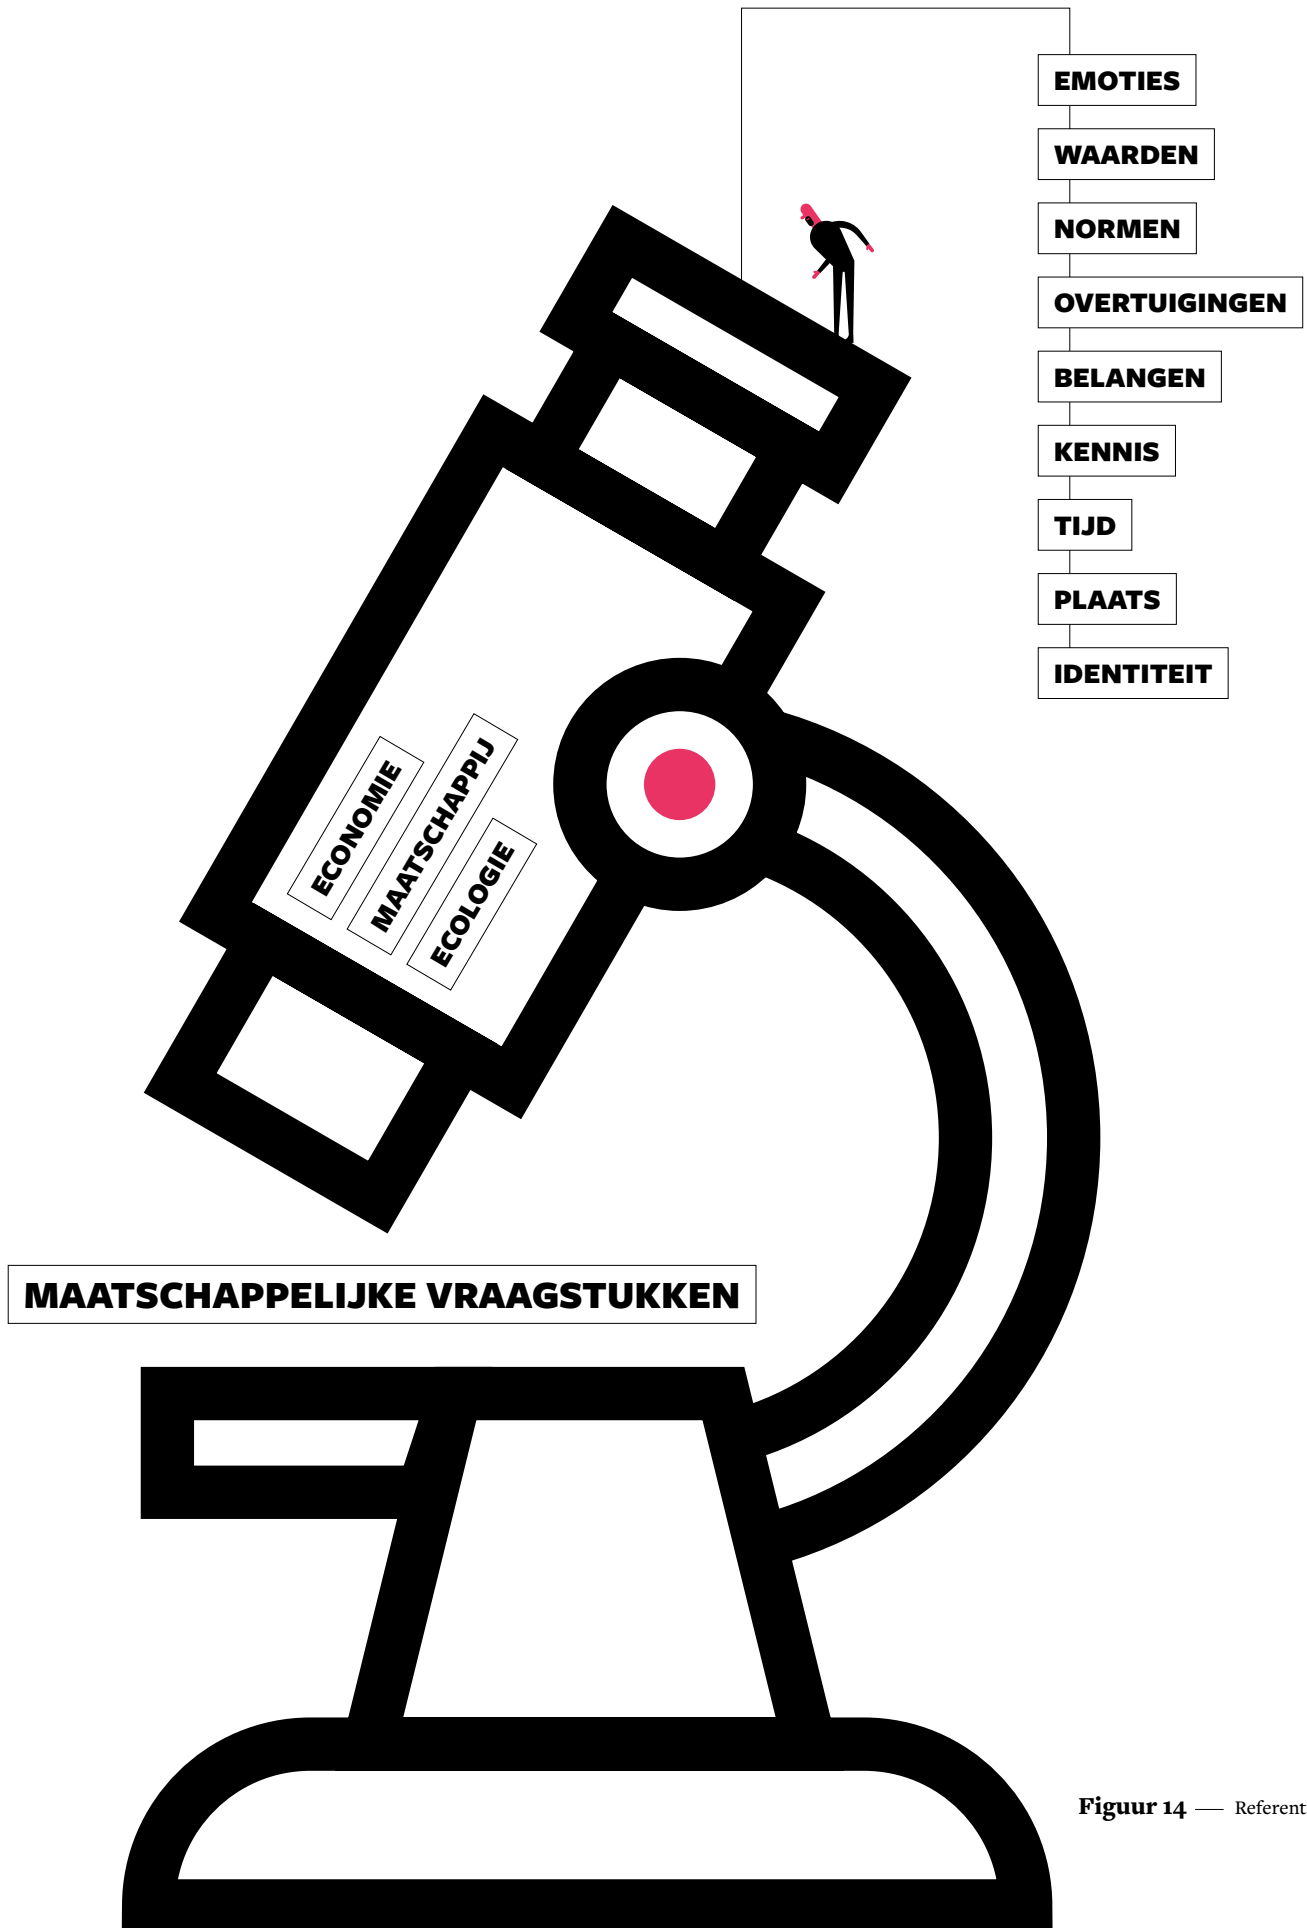 EMOTIES
WAARDEN
NORMEN
OVERTUIGINGEN
BELANGEN
KENNIS
TIJD
PLAATS
IDENTITEIT
ECONOMIE
MAATSCHAPPIJ
ECOLOGIE
MAATSCHAPPELIJKE VRAAGSTUKKEN
Figuur 14 — Referent